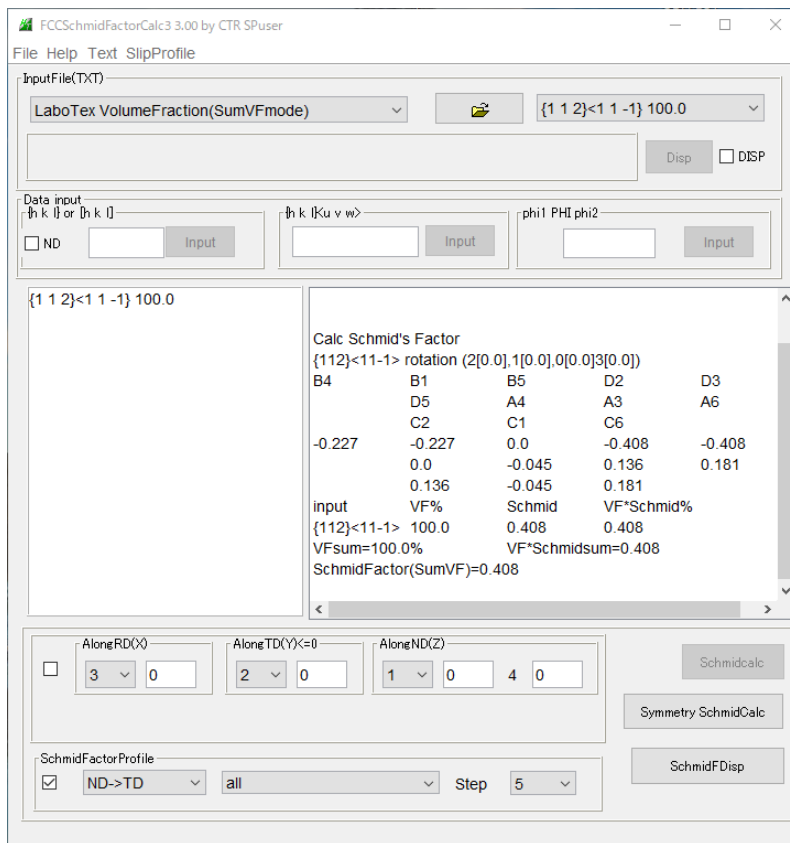 FCCSchmidFactorCalc3 3.00 by CTR SPuser
File Help Text SlipProfile
InputFile(TXT)
LaboTex VolumeFraction(SumVFmode) {1 1 2}<1 1 -1} 100.0
Disp DISP
Data input
{h k l} or [h k l] {h k l}<u v w> phi1 PHI phi2
ND Input Input Input
{1 1 2}<1 1 -1} 100.0
Calc Schmid's Factor
{112}<11-1> rotation (2[0.0],1[0.0],0[0.0]3[0.0])
B4 B1 B5 D2 D3
D5 A4 A3 A6
C2 C1 C6
-0.227 -0.227 0.0 -0.408 -0.408
0.0 -0.045 0.136 0.181
0.136 -0.045 0.181
input VF% Schmid VF*Schmid%
{112}<11-1> 100.0 0.408 0.408
VFsum=100.0% VF*Schmidsum=0.408
SchmidFactor(SumVF)=0.408
AlongRD(X) AlongTD(Y)<=0 AlongND(Z)
3 0 2 0 1 0 4 0
Schmidcalc
Symmetry SchmidCalc
SchmidFactorProfile
ND->TD all Step 5
SchmidFDisp